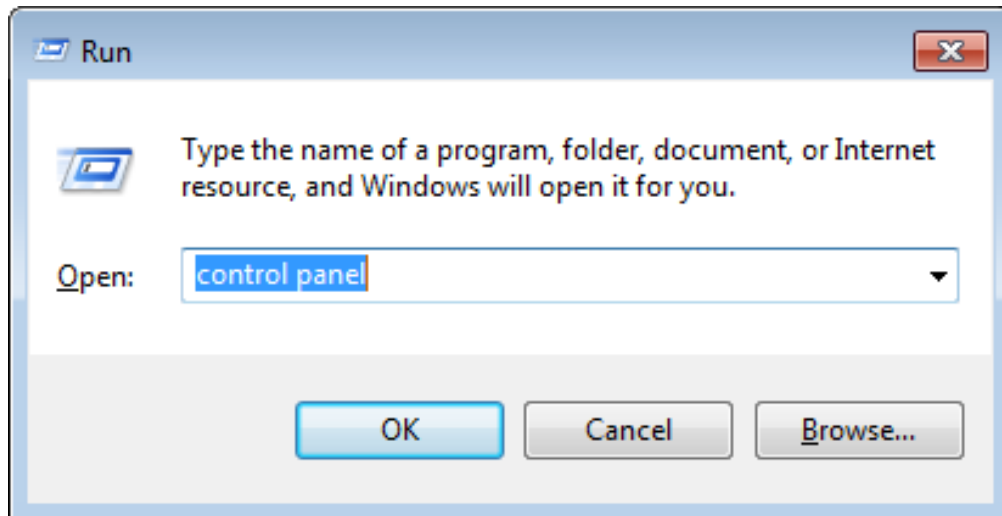 Run
Type the name of a program, folder, document, or Internet
resource, and Windows will open it for you.
Open: control panel
OK Cancel Browse...